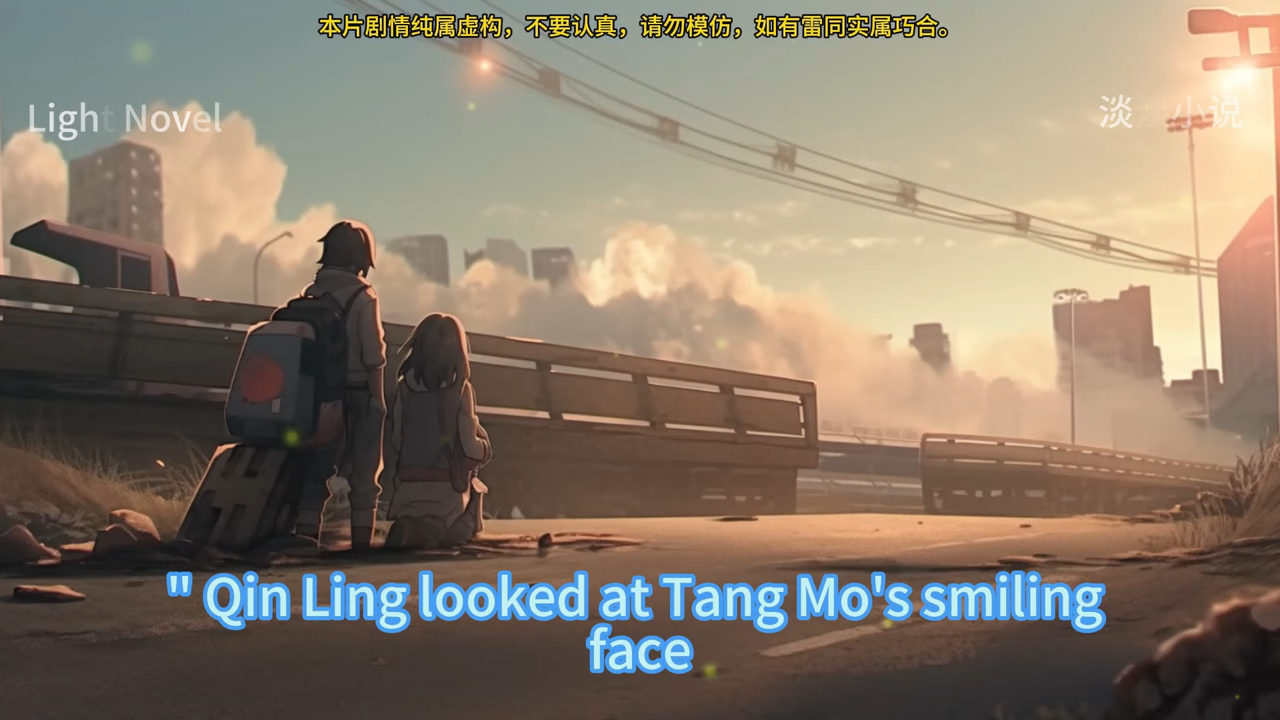 本片剧情纯属虚构，不要认真，请勿模仿，如有雷同实属巧合。
Light Novel
淡 小说
" Qin Ling looked at Tang Mo's smiling
face